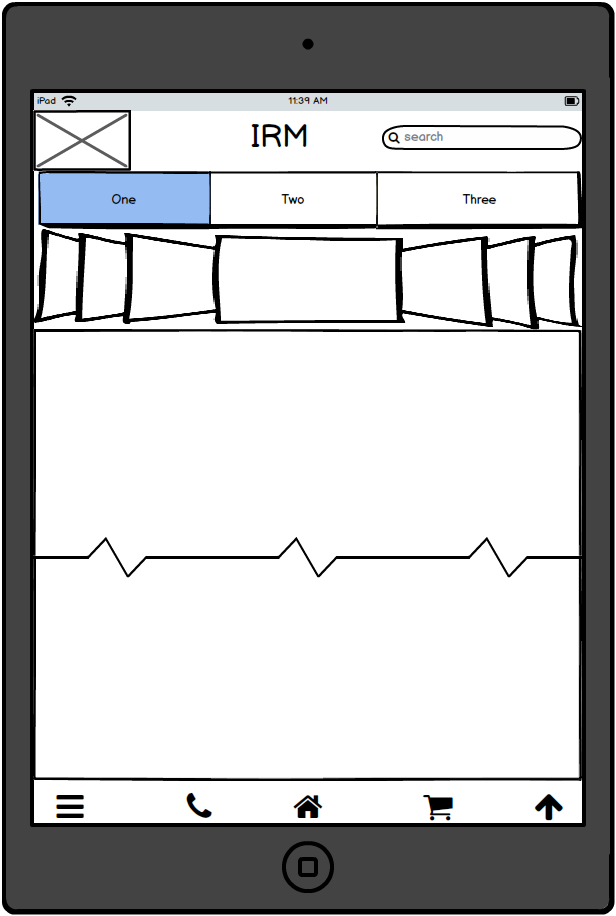 iPad 11:39 AM
IRM
search
One Two Three